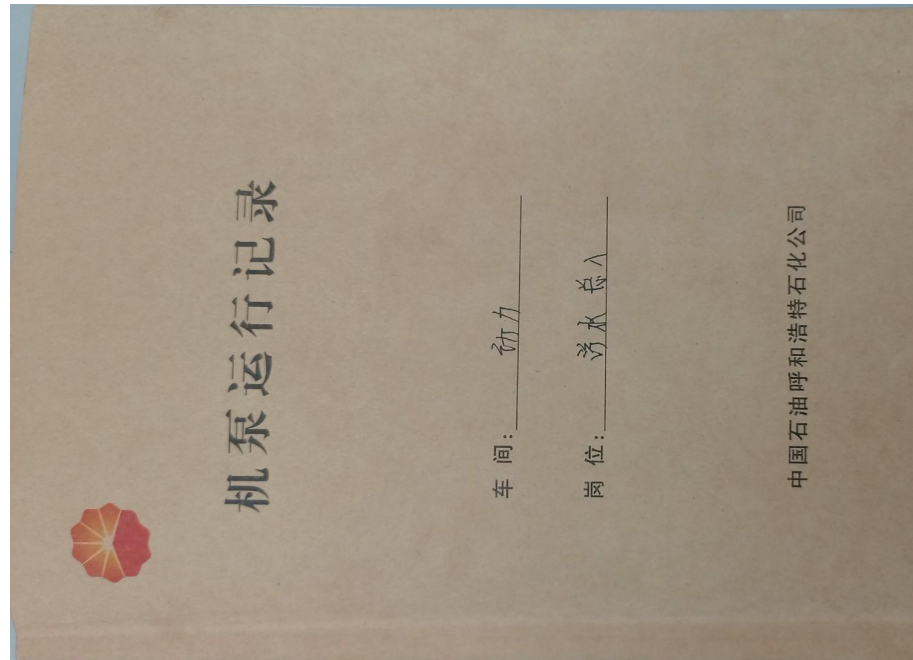 机泵运行记录
车间：动力
岗位：污水总入
中国石油呼和浩特石化公司